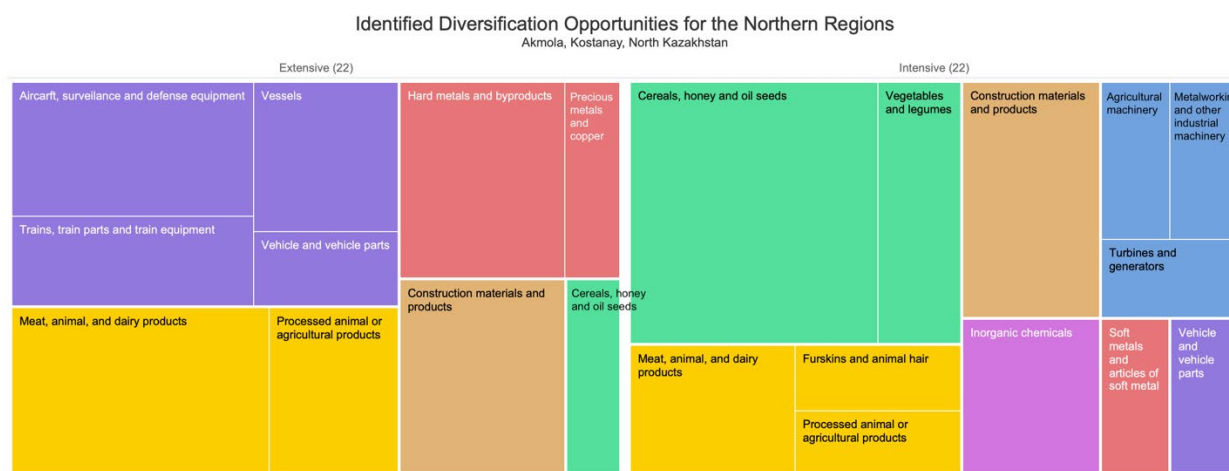 Identified Diversification Opportunities for the Northern Regions
Akmola, Kostanay, North Kazakhstan
Extensive (22)
Intensive (22)
Aircarft, surveilance and defense equipment
Vessels
Trains, train parts and train equipment
Vehicle and vehicle parts
Meat, animal, and dairy products
Processed animal or
agricultural products
Hard metals and byproducts
Precious
metals
and
copper
Construction materials and
products
Cereals, honey
and oil seeds
Cereals, honey and oil seeds
Vegetables
and legumes
Meat, animal, and dairy
products
Furskins and animal hair
Processed animal or
agricultural products
Construction materials
and products
Agricultural
machinery
Metalworkin
and other
industrial
machinery
Turbines and
generators
Inorganic chemicals
Soft
metals
and
articles of
soft metal
Vehicle
and
vehicle
parts